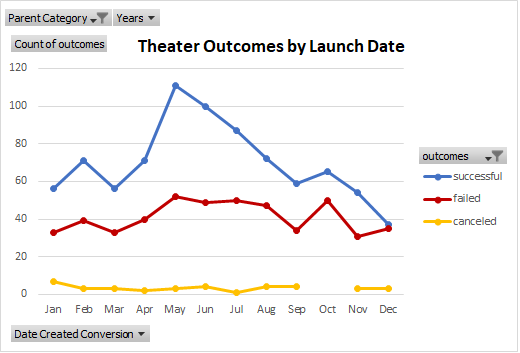 Parent Category Years
Count of outcomes
Theater Outcomes by Launch Date
120
100
80
60
40
20
0
Jan Feb Mar Apr May Jun Jul Aug Sep Oct Nov Dec
outcomes
successful
failed
canceled
Date Created Conversion